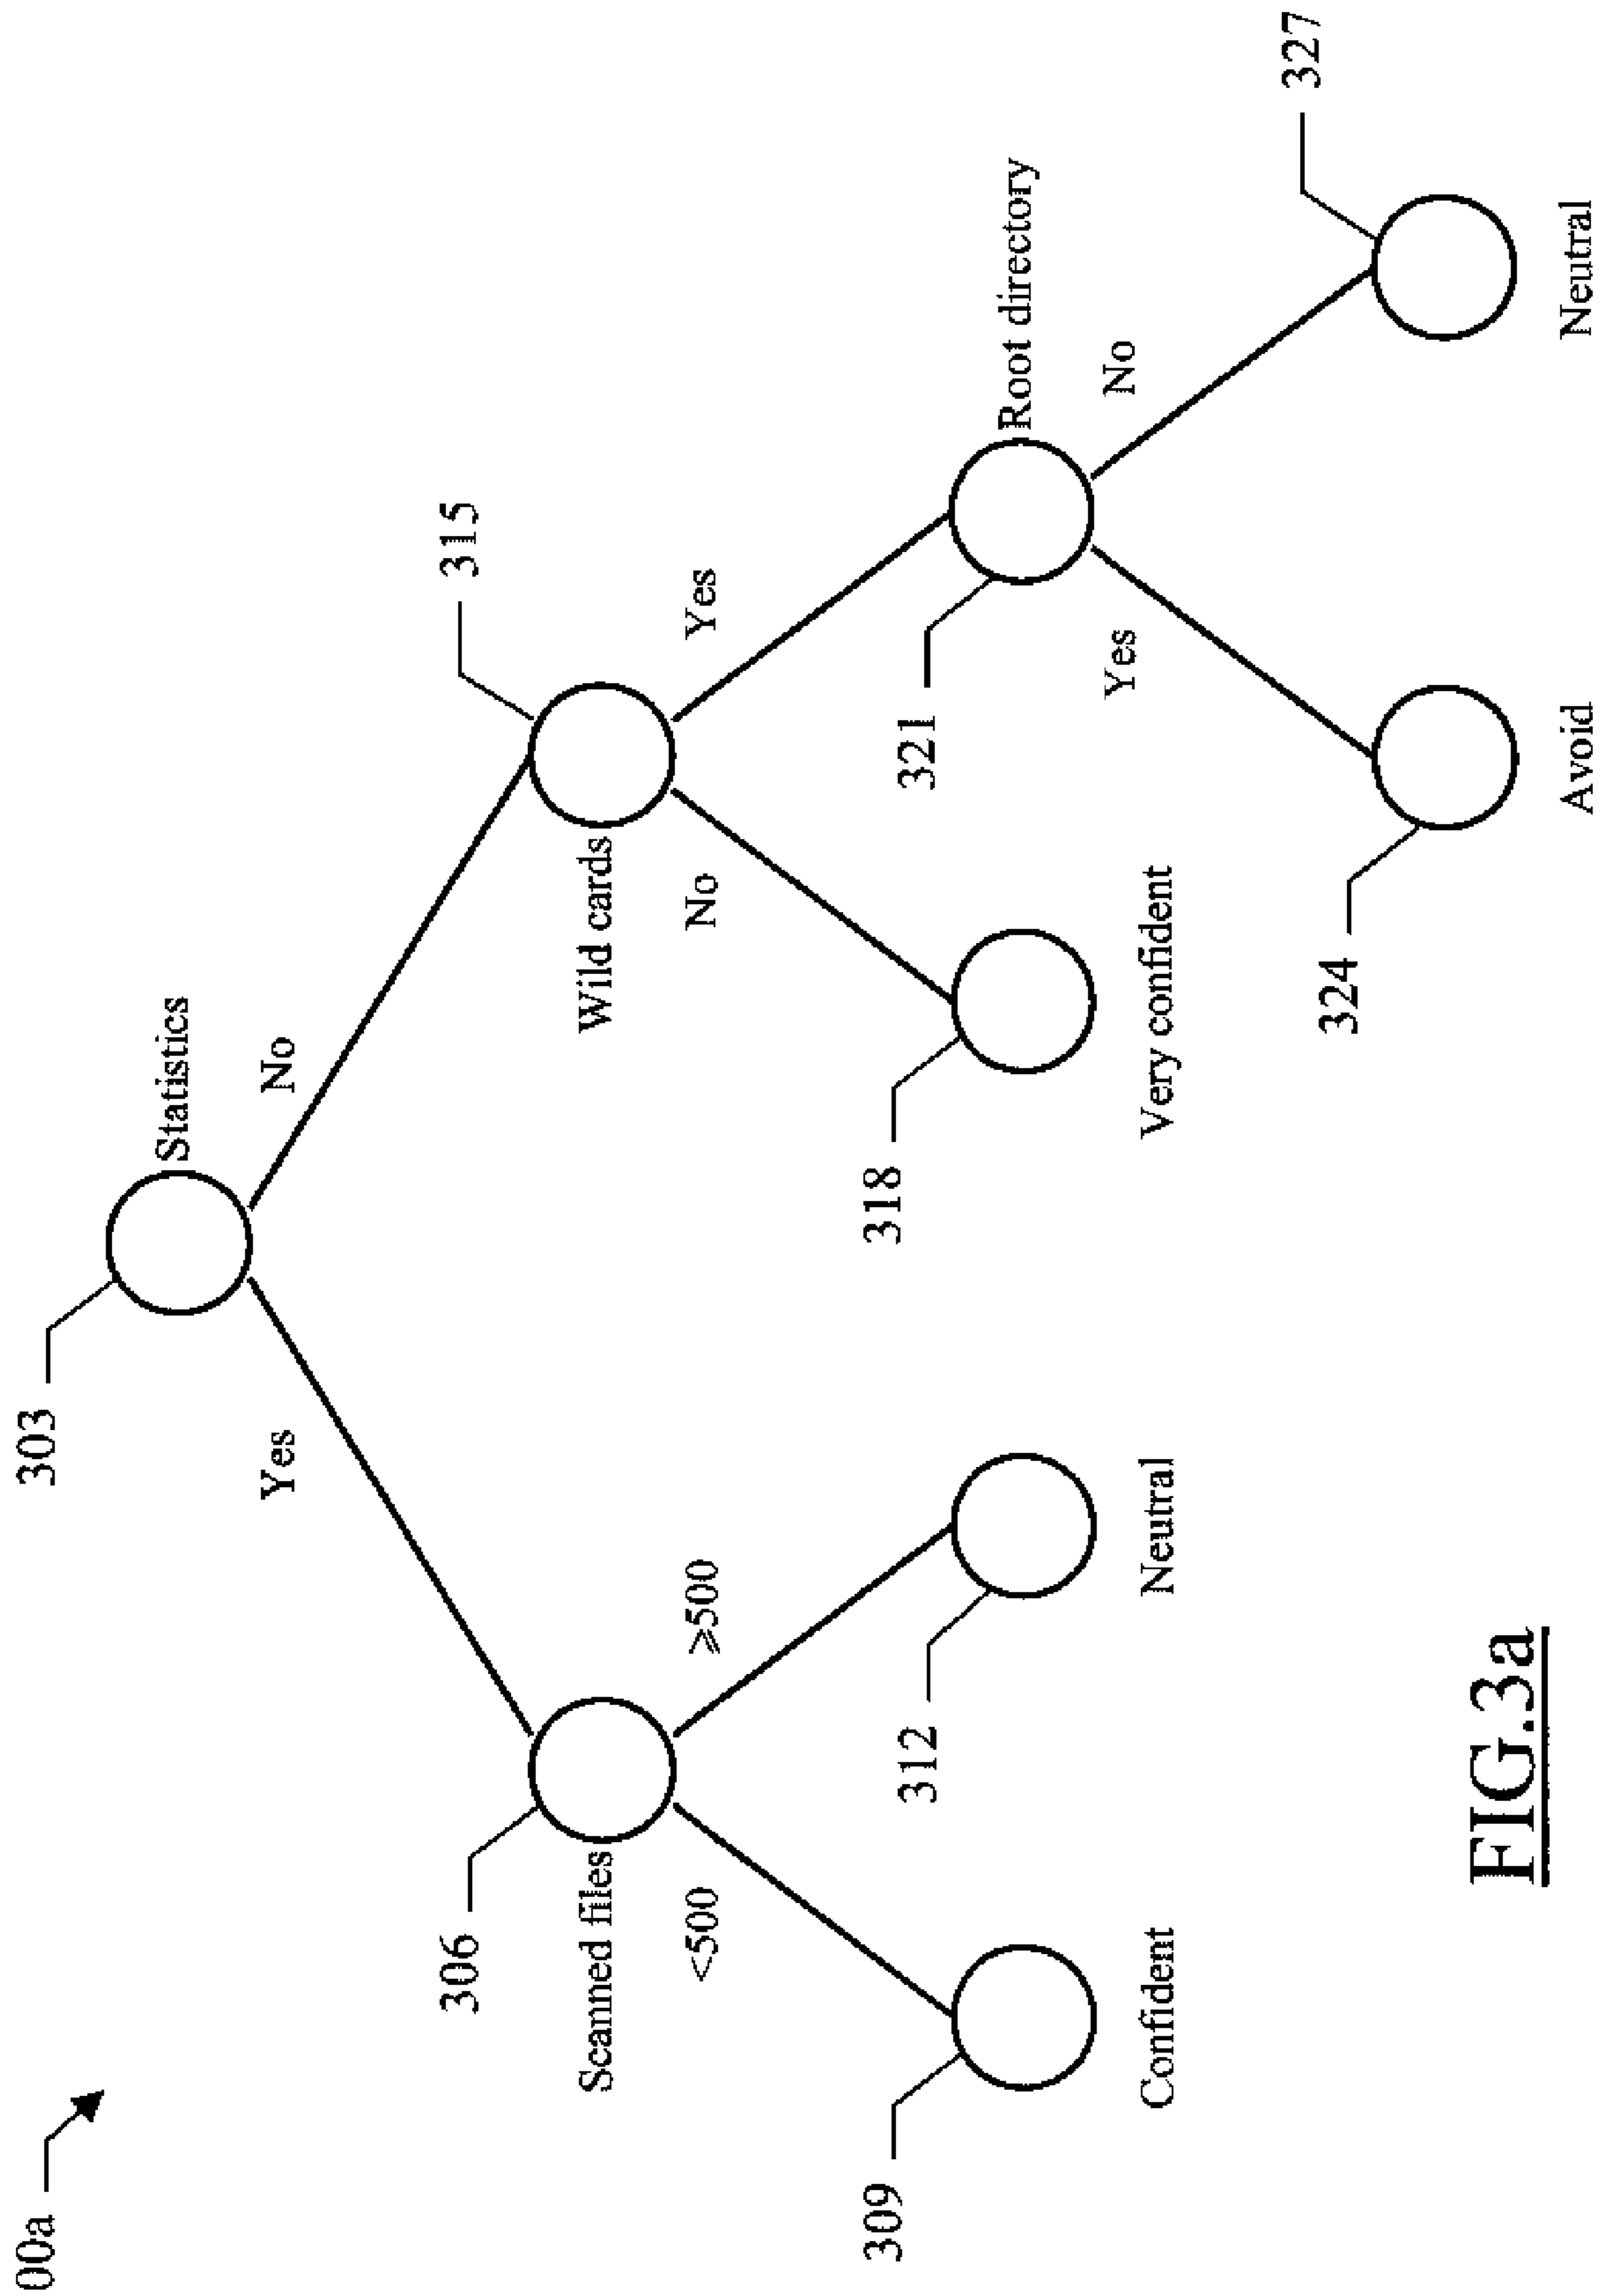 00a
303
Statistics
Yes
No
306
315
Scanned files
Wild cards
<500
≥500
No
Yes
309
312
318
321
Root directory
Confident
Neutral
Very confident
Yes
No
324
327
Avoid
Neutral
FIG.3a